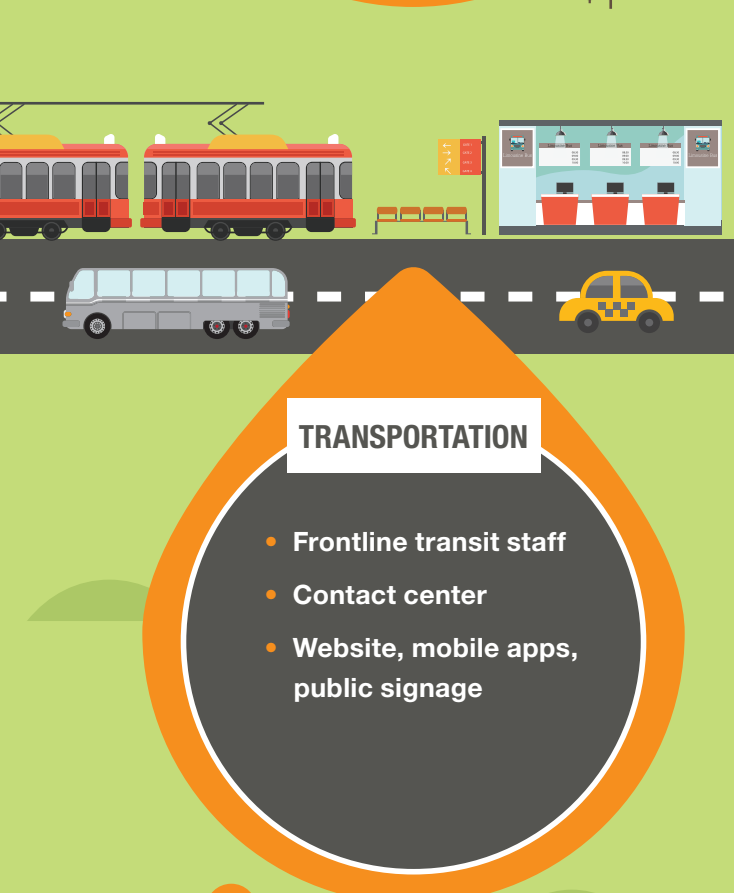 TRANSPORTATION
• Frontline transit staff
• Contact center
• Website, mobile apps,
public signage